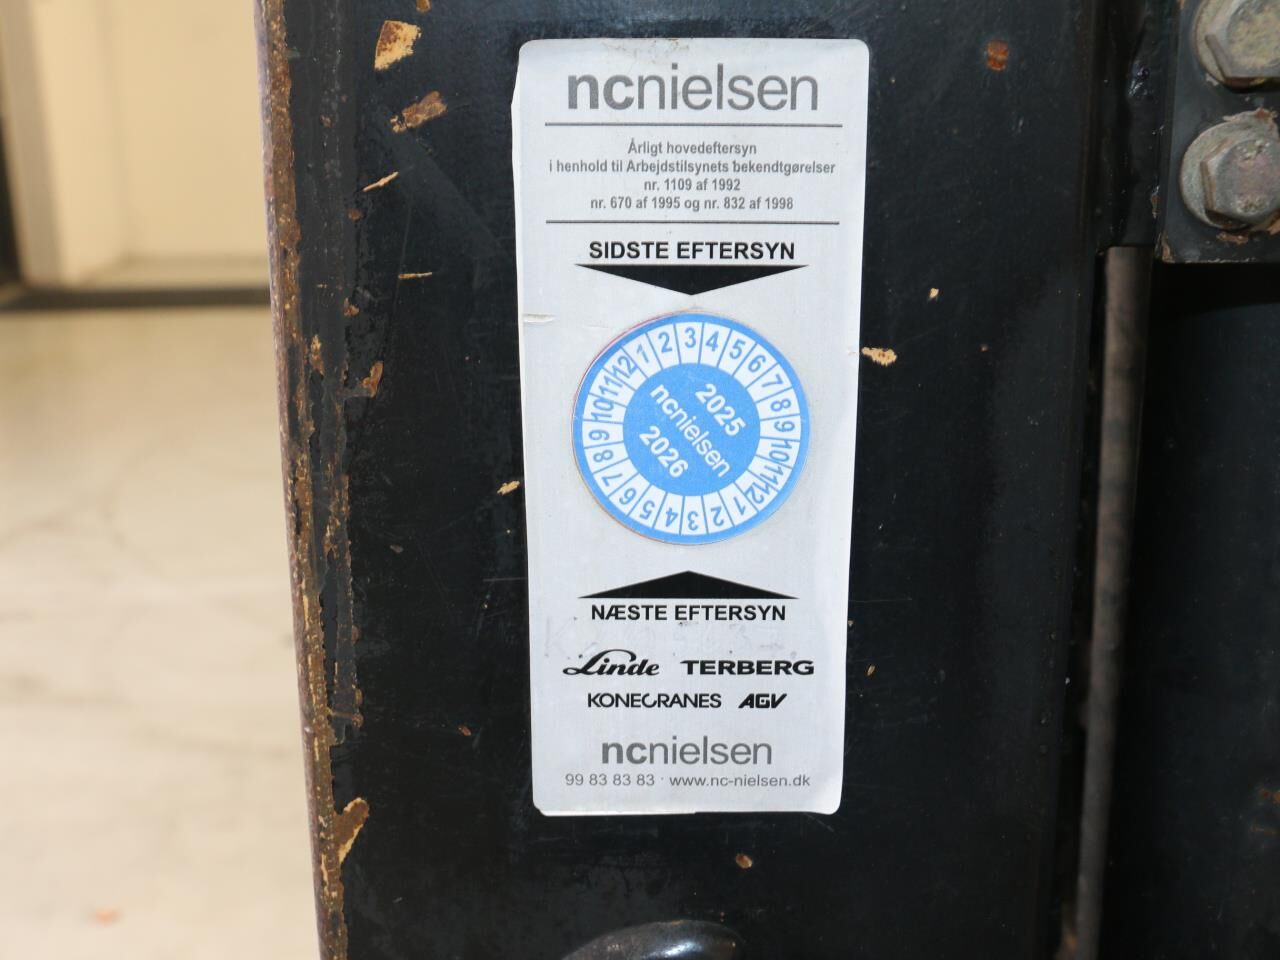 ncnielsen
Årligt hovedeftersyn
i henhold til Arbejdstilsynets bekendtgørelser
nr. 1109 af 1992
nr. 670 af 1995 og nr. 832 af 1998
SIDSTE EFTERSYN
1 2 3 4 5 6 7 8 9 10 11 12
2025
ncnielsen
2026
1 2 3 4 5 6 7 8 9 10 11 12
NÆSTE EFTERSYN
Linde TERBERG
KONECRANES AGV
ncnielsen
99 83 83 83 · www.nc-nielsen.dk